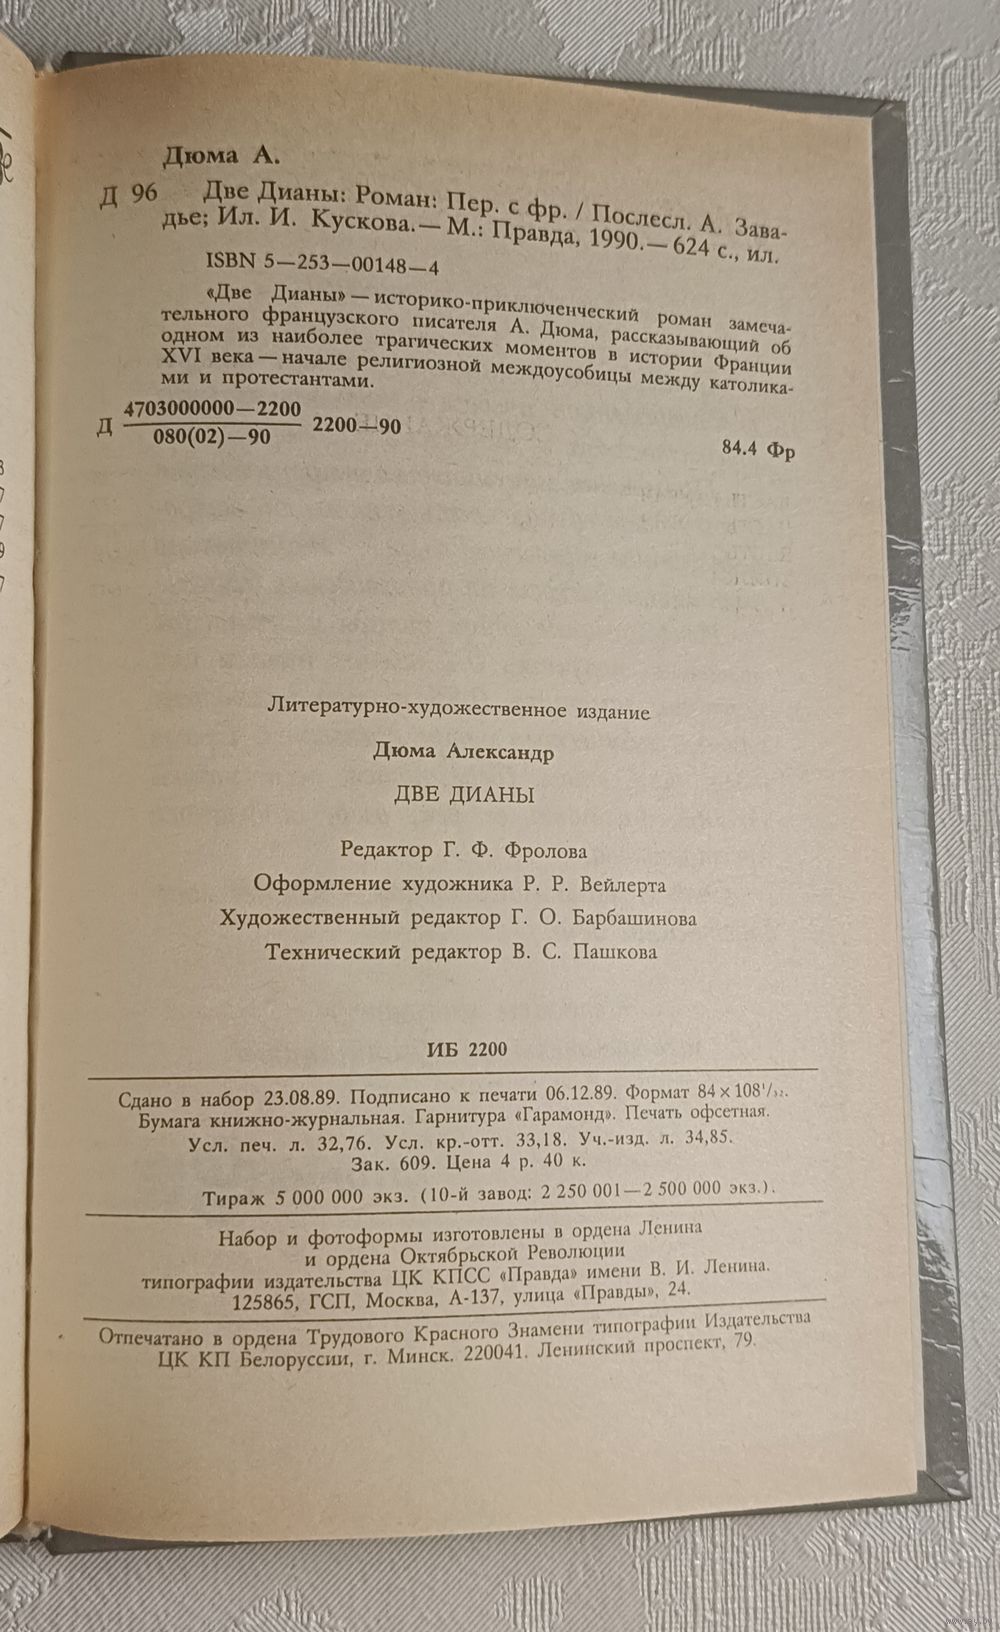 Дюма А.
Д 96 Две Дианы: Роман: Пер. с фр. / Послесл. А. Зава-
дье; Ил. И. Кускова.— М.: Правда, 1990.— 624 с., ил.
ISBN 5—253—00148—4
«Две Дианы» — историко-приключенческий роман замеча-
тельного французского писателя А. Дюма, рассказывающий об
одном из наиболее трагических моментов в истории Франции
XVI века — начале религиозной междоусобицы между католика-
ми и протестантами.
Д 4703000000—2200
080(02)—90
2200—90
84.4 Фр
Литературно-художественное издание
Дюма Александр
ДВЕ ДИАНЫ
Редактор Г. Ф. Фролова
Оформление художника Р. Р. Вейлерта
Художественный редактор Г. О. Барбашинова
Технический редактор В. С. Пашкова
ИБ 2200
Сдано в набор 23.08.89. Подписано к печати 06.12.89. Формат 84×108¹/₃₂.
Бумага книжно-журнальная. Гарнитура «Гарамонд». Печать офсетная.
Усл. печ. л. 32,76. Усл. кр.-отт. 33,18. Уч.-изд. л. 34,85.
Зак. 609. Цена 4 р. 40 к.
Тираж 5 000 000 экз. (10-й завод: 2 250 001—2 500 000 экз.).
Набор и фотоформы изготовлены в ордена Ленина
и ордена Октябрьской Революции
типографии издательства ЦК КПСС «Правда» имени В. И. Ленина.
125865, ГСП, Москва, А-137, улица «Правды», 24.
Отпечатано в ордена Трудового Красного Знамени типографии Издательства
ЦК КП Белоруссии, г. Минск. 220041. Ленинский проспект, 79.